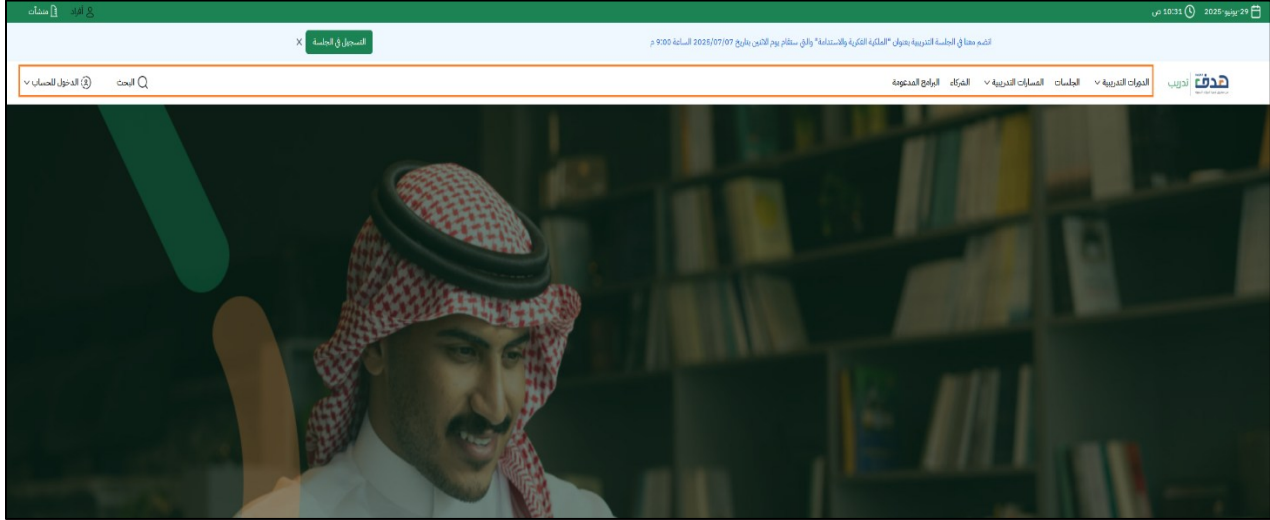 29-يونيو-2025 10:31 ص
أفراد منشآت
انضم معنا في الجلسة التدريبية بعنوان "الملكية الفكرية والاستدامة" والتي ستقام يوم الاثنين بتاريخ 2025/07/07 الساعة 9:00 م
التسجيل في الجلسة X
هدف تدريب
الدورات التدريبية الجلسات المسارات التدريبية الشركاء البرامج المدعومة
البحث الدخول للحساب